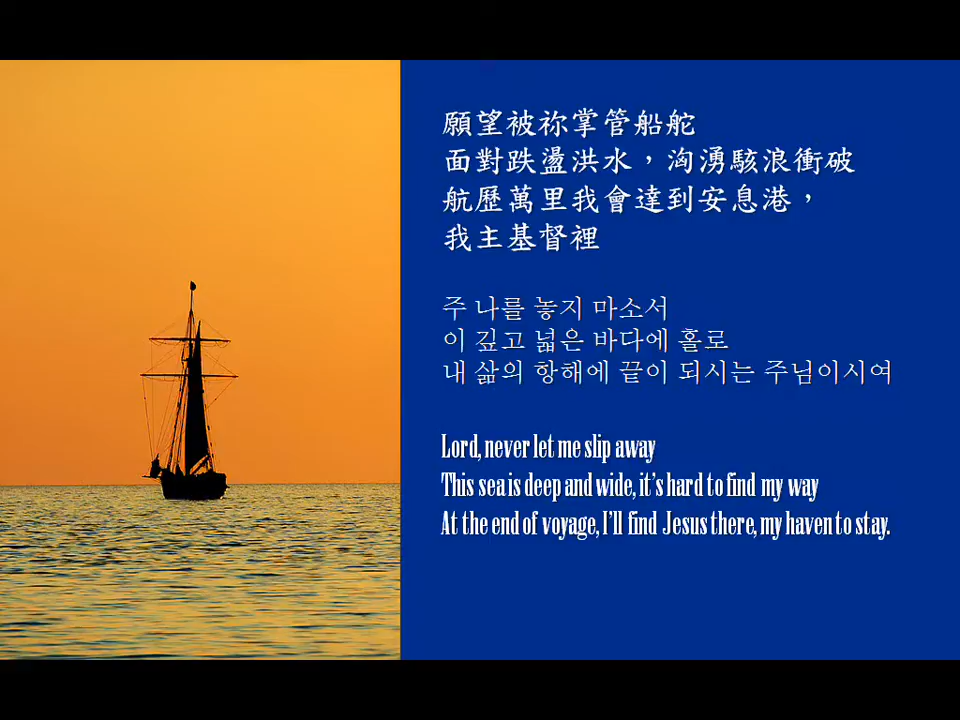 願望被祢掌管船舵
面對跌盪洪水，洶湧駭浪衝破
航歷萬里我會達到安息港，
我主基督裡
주 나를 놓지 마소서
이 깊고 넓은 바다에 홀로
내 삶의 항해에 끝이 되시는 주님이시여
Lord, never let me slip away
This sea is deep and wide, it's hard to find my way
At the end of voyage, I'll find Jesus there, my haven to stay.